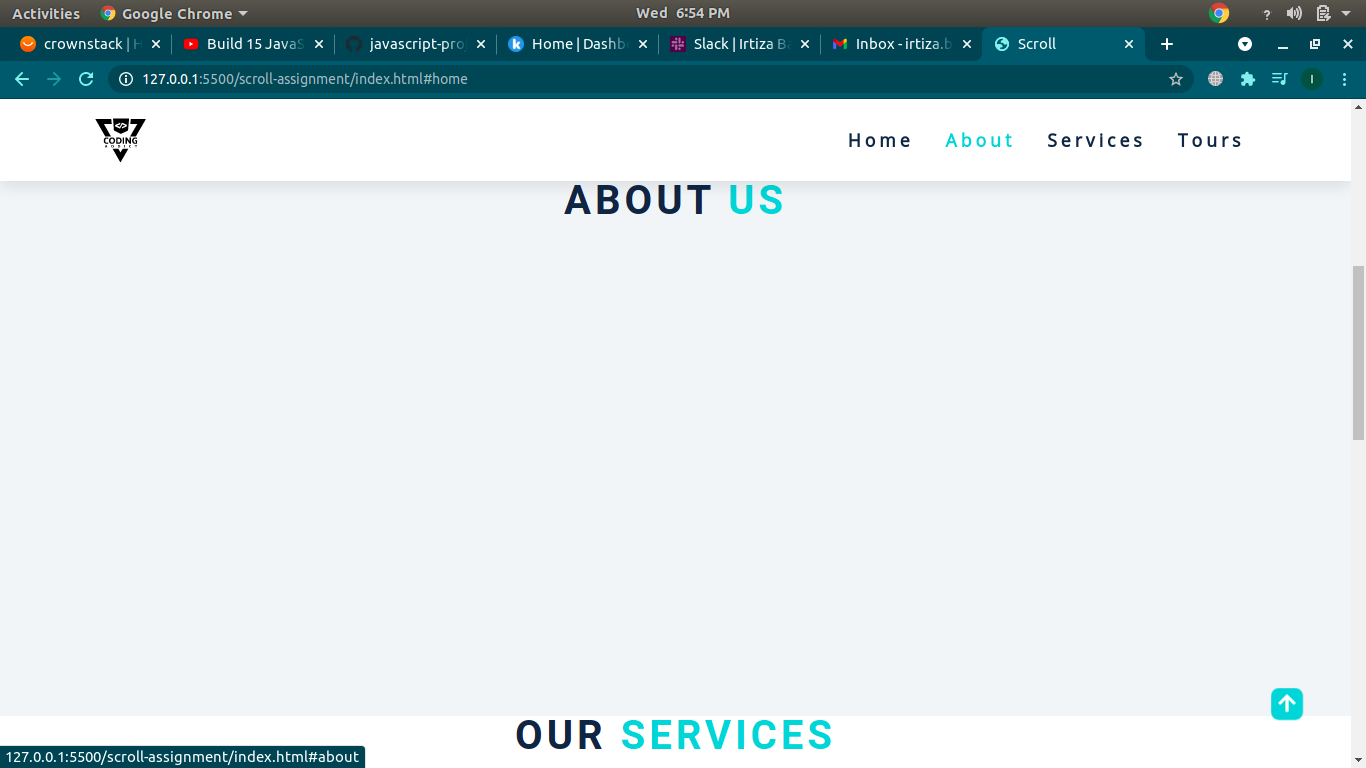 Activities Google Chrome Wed 6:54 PM ?
crownstack | H Build 15 JavaS javascript-pro Home | Dashb Slack | Irtiza Ba Inbox - irtiza.b Scroll
127.0.0.1:5500/scroll-assignment/index.html#home I
CODING
ADDICT
Home About Services Tours
ABOUT US
OUR SERVICES
127.0.0.1:5500/scroll-assignment/index.html#about